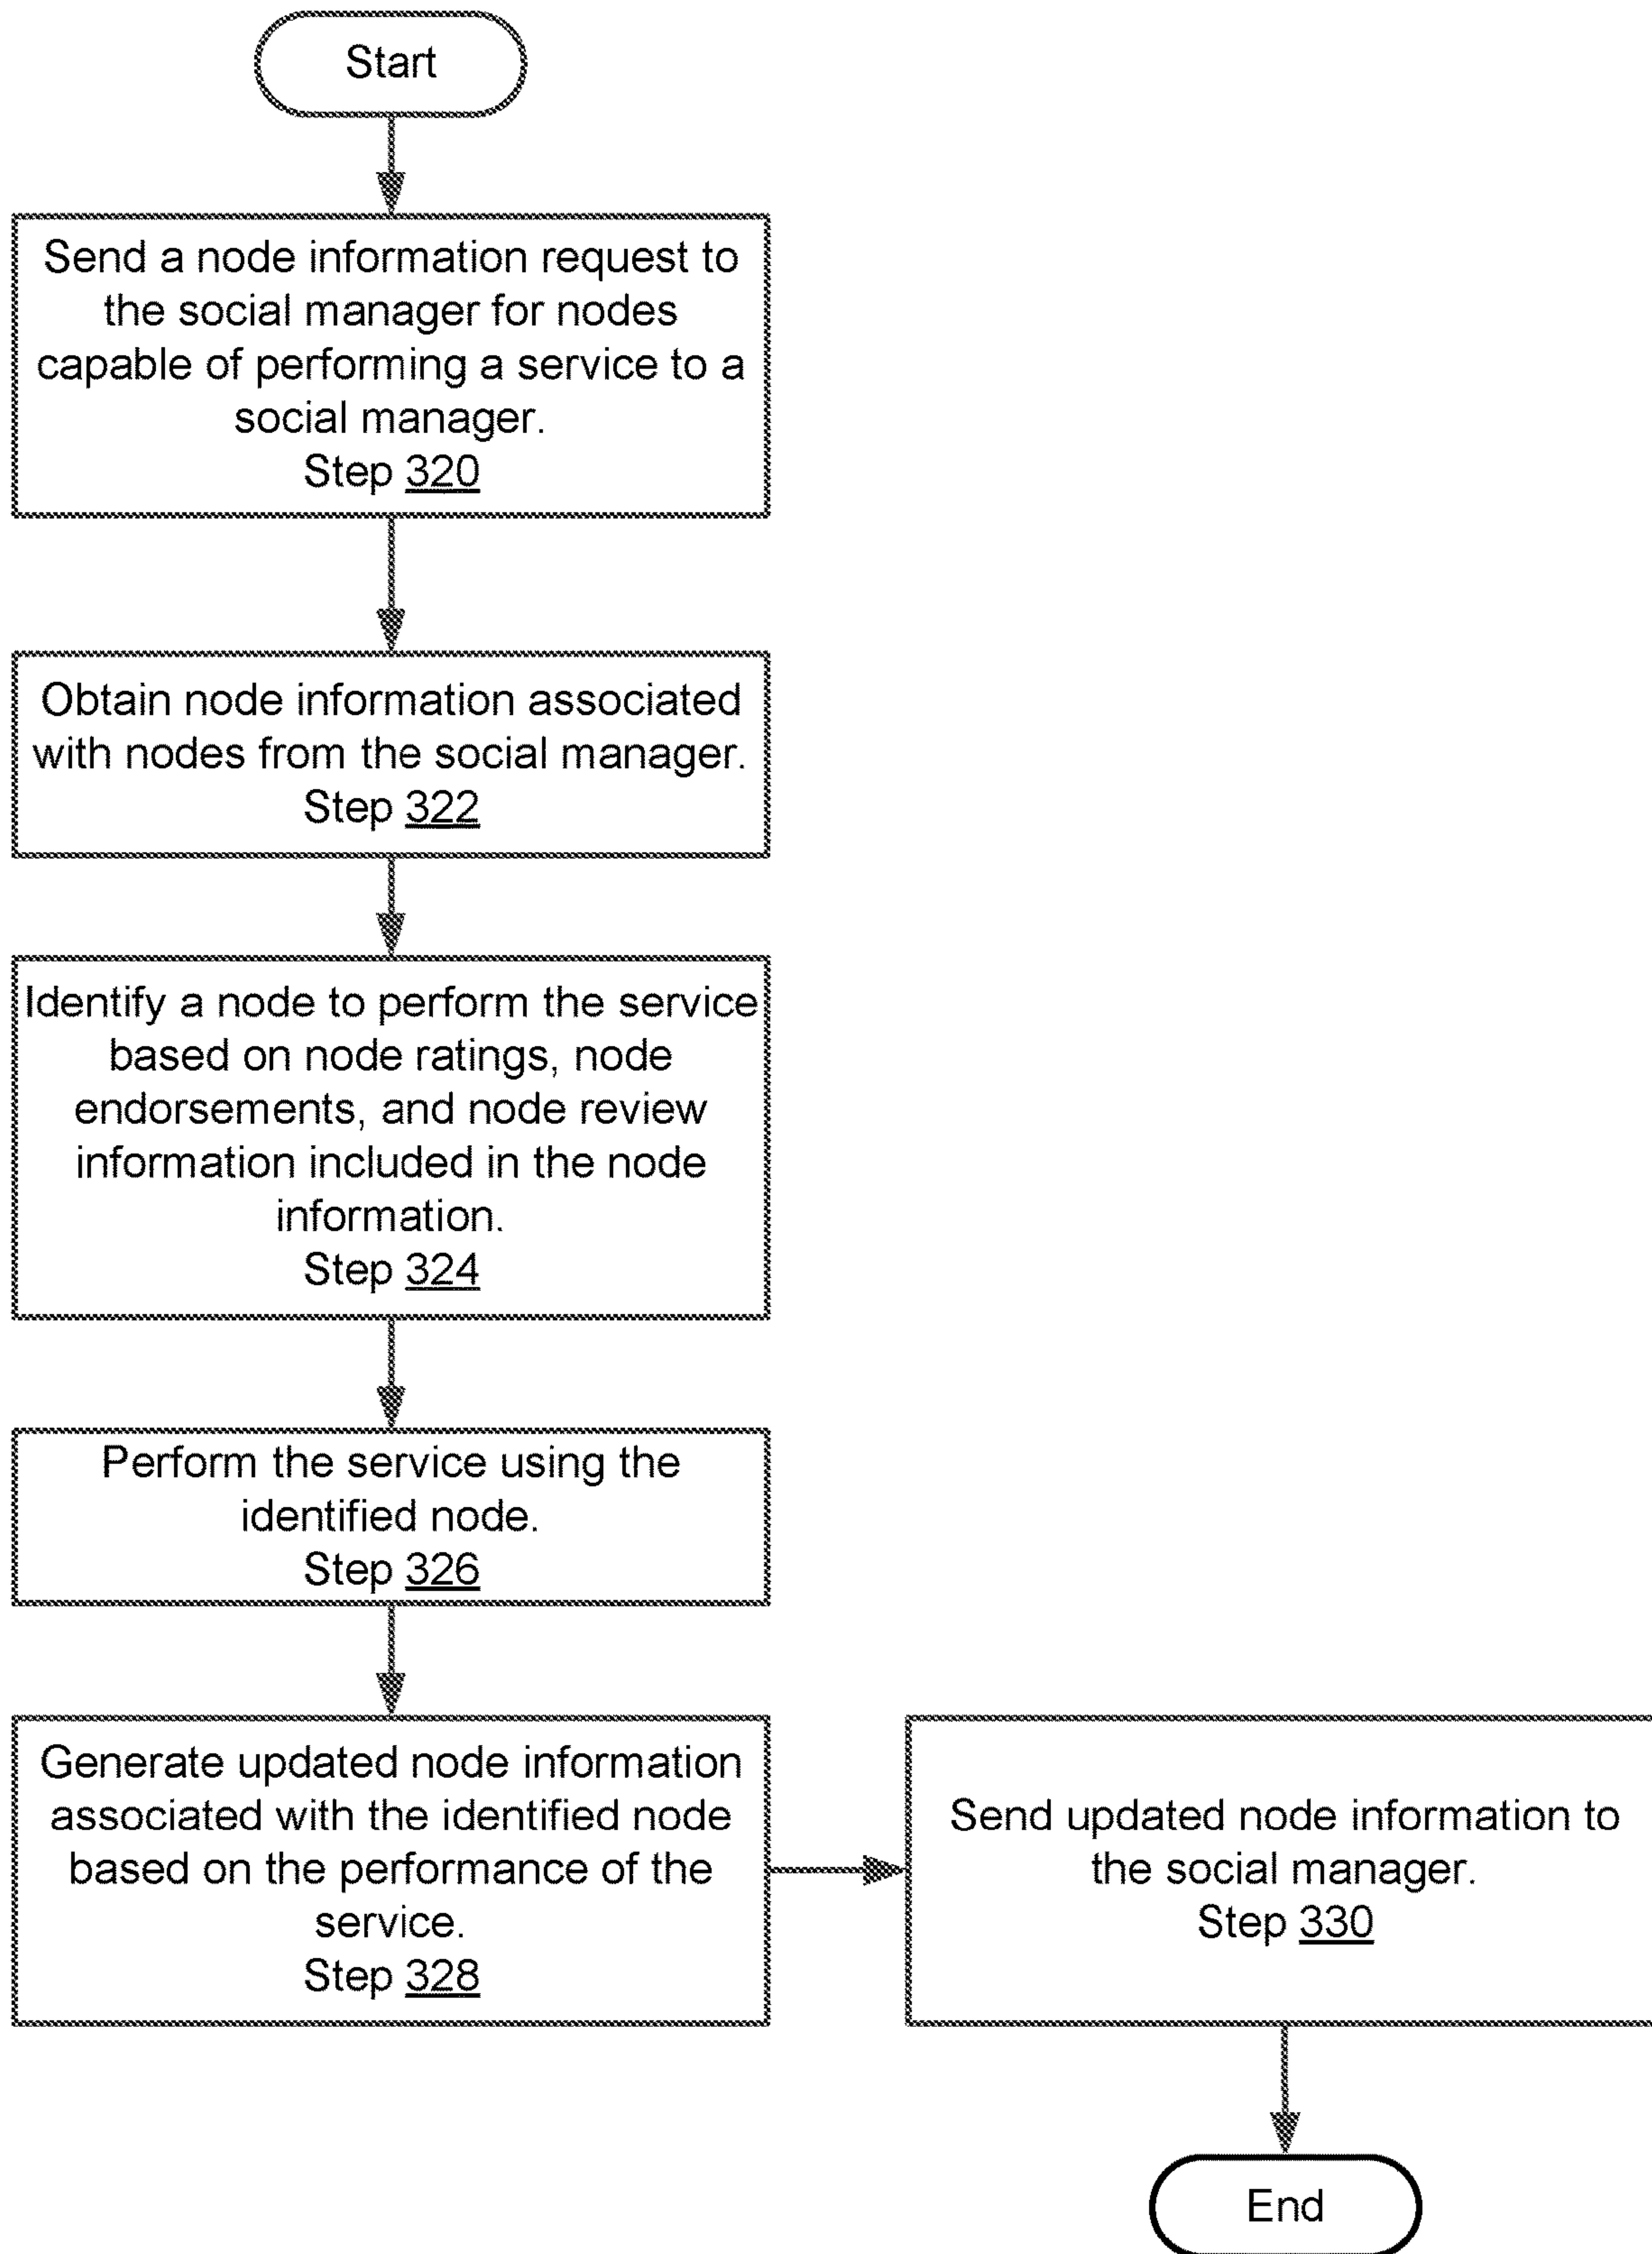 Start
Send a node information request to
the social manager for nodes
capable of performing a service to a
social manager.
Step 320
Obtain node information associated
with nodes from the social manager.
Step 322
Identify a node to perform the service
based on node ratings, node
endorsements, and node review
information included in the node
information.
Step 324
Perform the service using the
identified node.
Step 326
Generate updated node information
associated with the identified node
based on the performance of the
service.
Step 328
Send updated node information to
the social manager.
Step 330
End